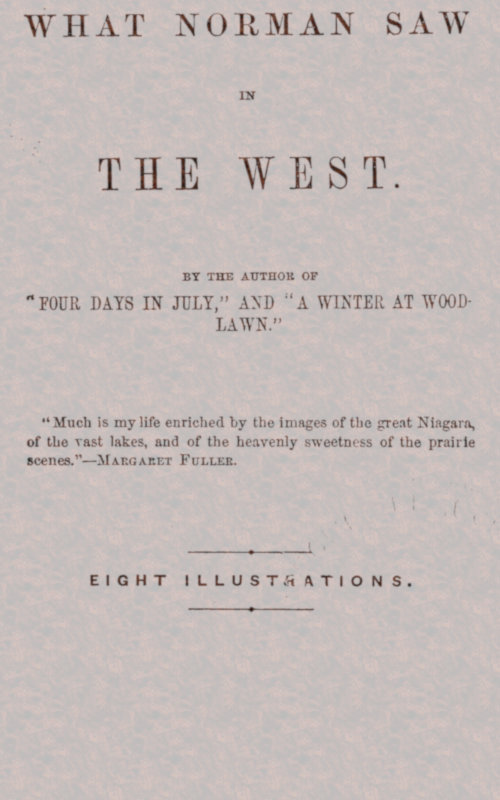 WHAT NORMAN SAW
IN
THE WEST.
BY THE AUTHOR OF
"FOUR DAYS IN JULY," AND "A WINTER AT WOOD-
LAWN."
"Much is my life enriched by the images of the great Niagara,
of the vast lakes, and of the heavenly sweetness of the prairie
scenes."—MARGARET FULLER.
EIGHT ILLUSTRATIONS.